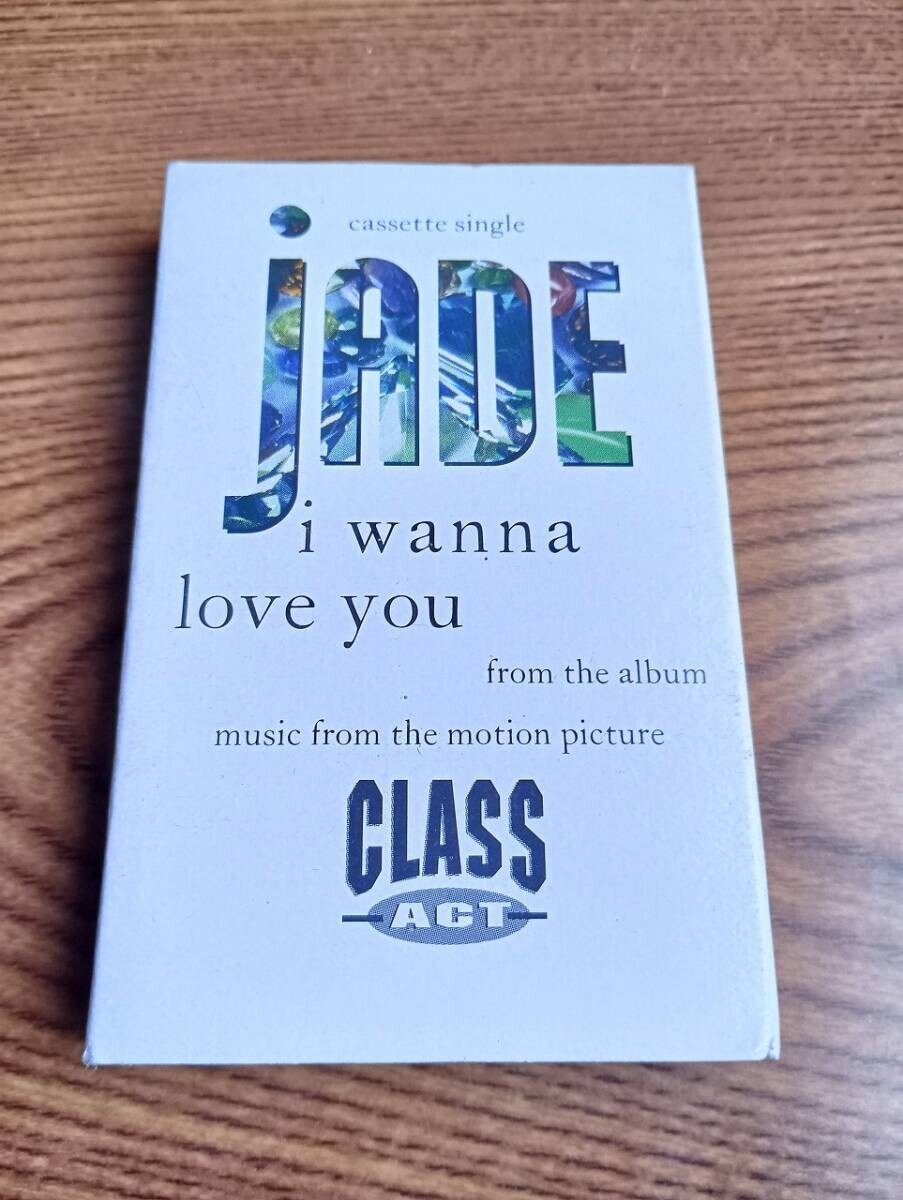 cassette single
jADE
i wanna
love you
from the album
music from the motion picture
CLASS
ACT